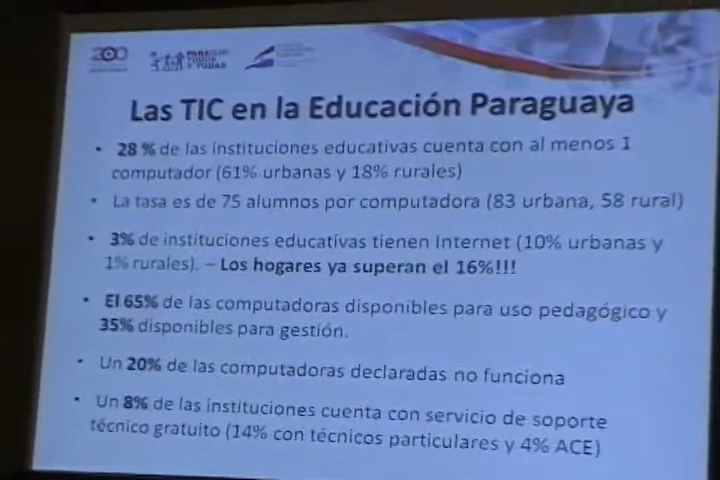 200
PARAGUAY
TODOS
Y TODAS
Las TIC en la Educación Paraguaya
• 28 % de las instituciones educativas cuenta con al menos 1
computador (61% urbanas y 18% rurales)
• La tasa es de 75 alumnos por computadora (83 urbana, 58 rural)
• 3% de instituciones educativas tienen Internet (10% urbanas y
1% rurales). – Los hogares ya superan el 16%!!!
• El 65% de las computadoras disponibles para uso pedagógico y
35% disponibles para gestión.
• Un 20% de las computadoras declaradas no funciona
• Un 8% de las instituciones cuenta con servicio de soporte
técnico gratuito (14% con técnicos particulares y 4% ACE)